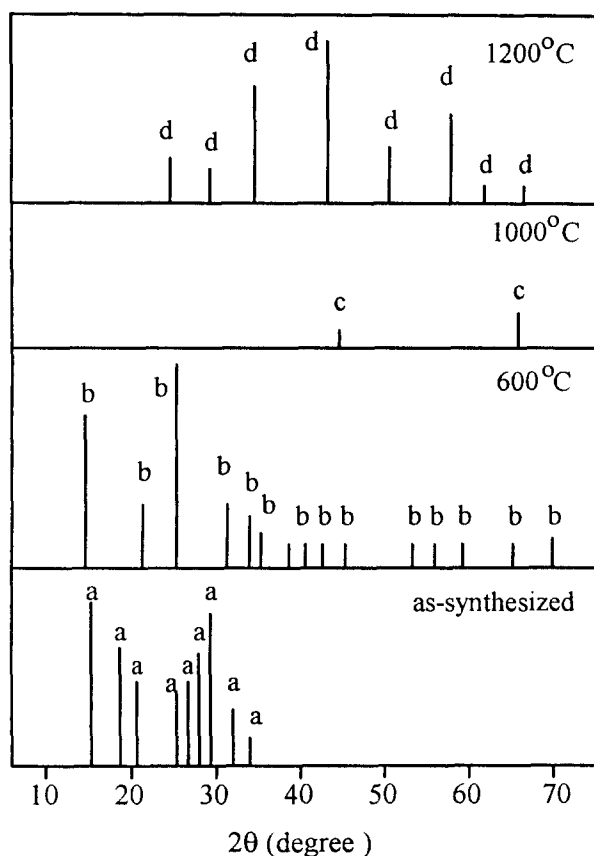 d d d d d d d d
1200°C
1000°C
c c
600°C
b b b b b b b b b b b b b b
as-synthesized
a a a a a a a a a
10 20 30 40 50 60 70
2θ (degree )